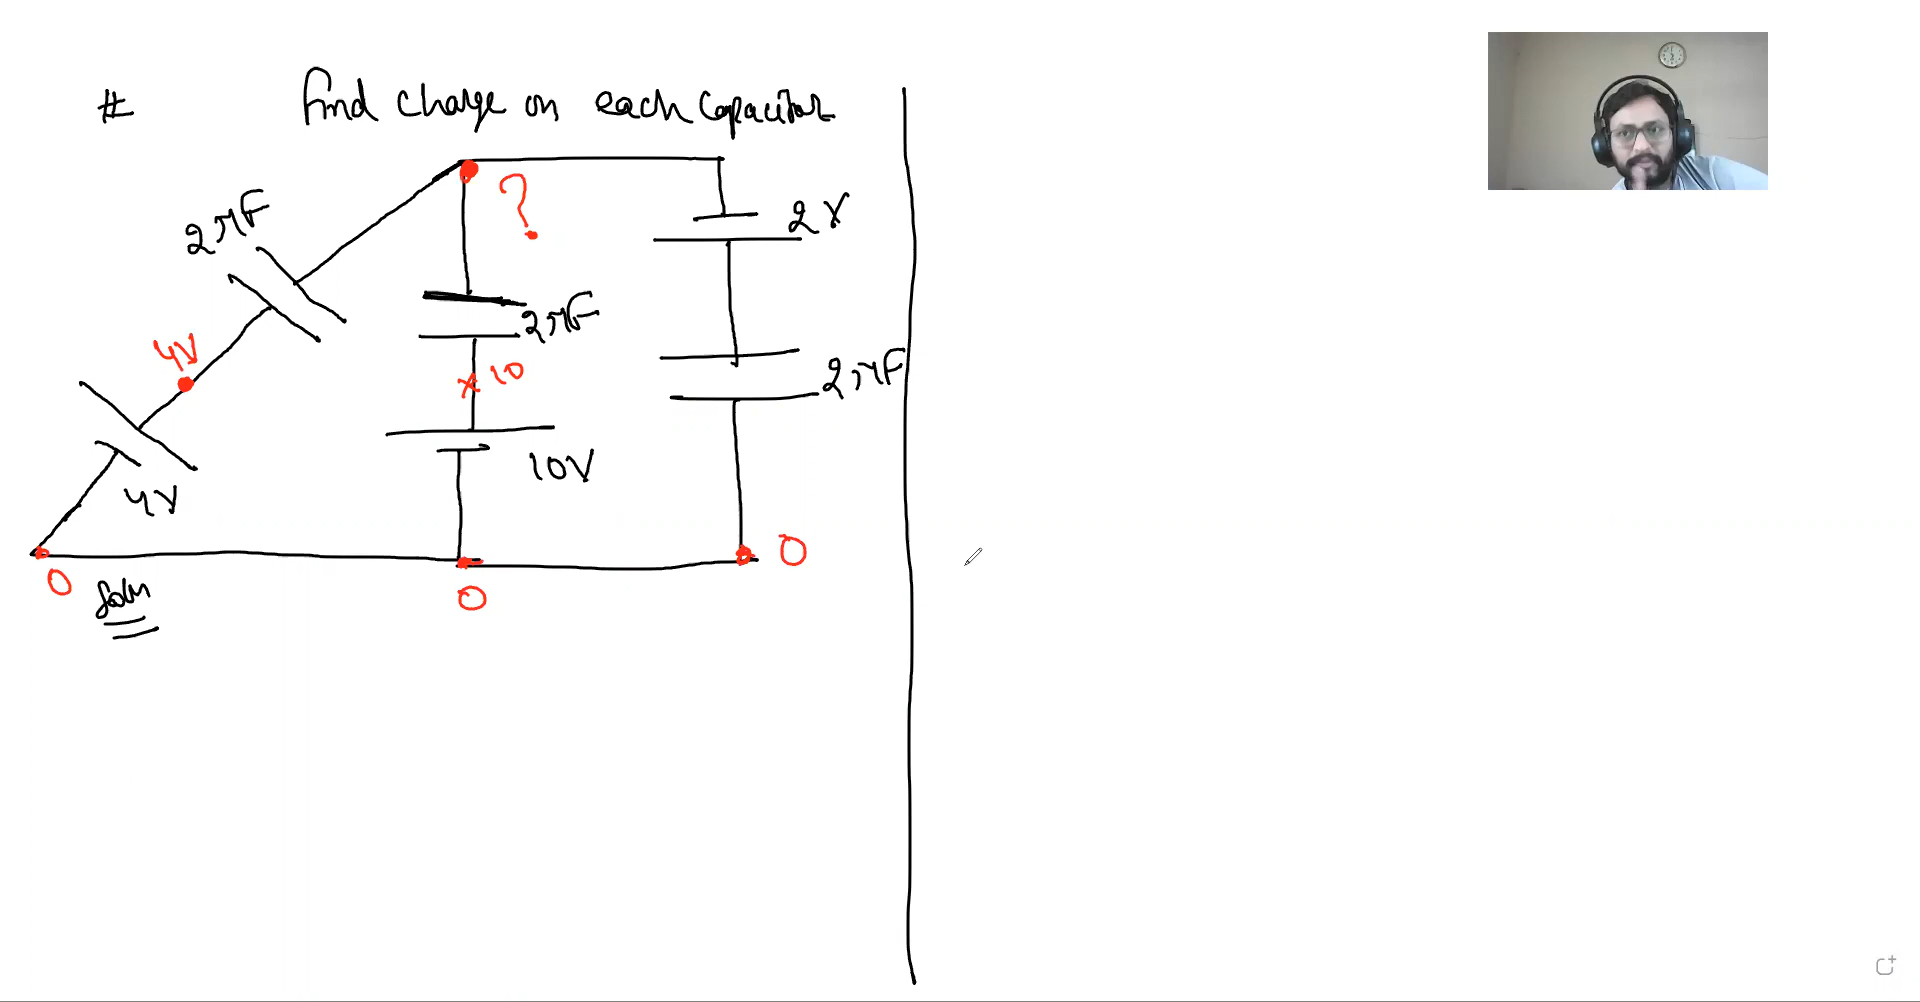 # find charge on each capacitor
?
2μF
2V
2μF
4V
10
2μF
10V
4V
0
0
0
Soln